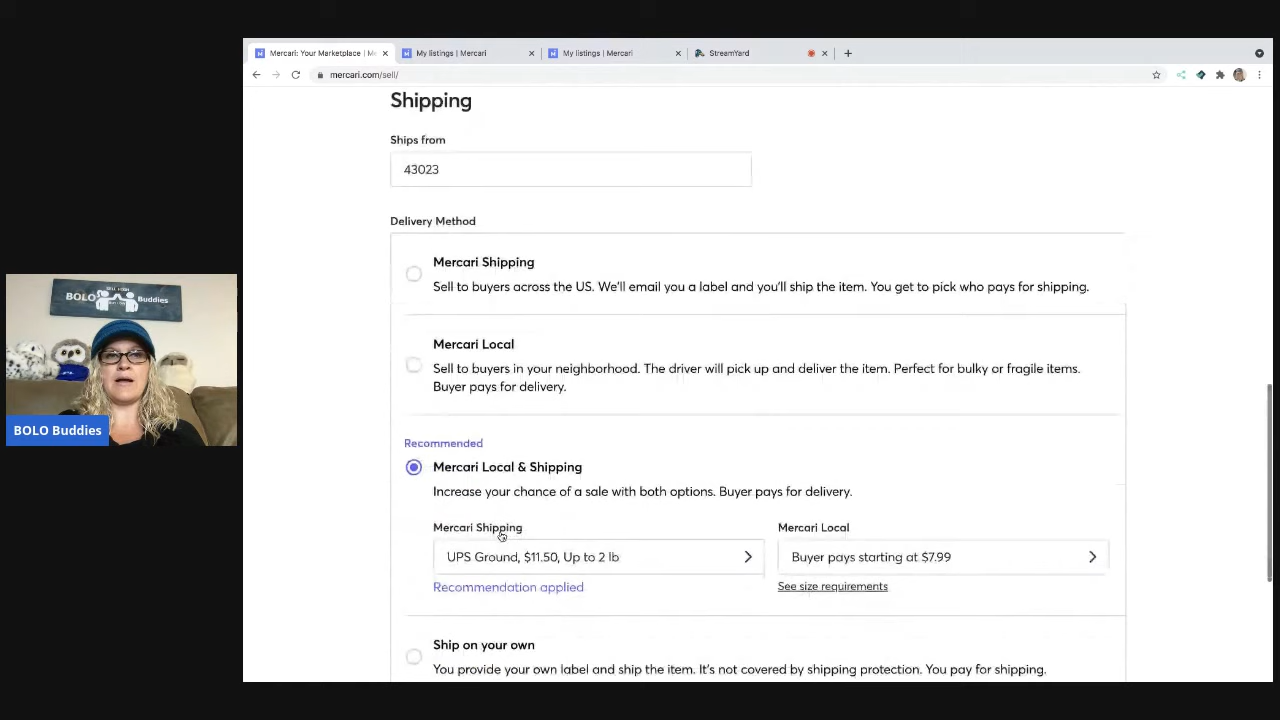 Mercari: Your Marketplace | M
My listings | Mercari
My listings | Mercari
StreamYard
mercari.com/sell/
Shipping
Ships from
43023
Delivery Method
Mercari Shipping
Sell to buyers across the US. We'll email you a label and you'll ship the item. You get to pick who pays for shipping.
Mercari Local
Sell to buyers in your neighborhood. The driver will pick up and deliver the item. Perfect for bulky or fragile items.
Buyer pays for delivery.
Recommended
Mercari Local & Shipping
Increase your chance of a sale with both options. Buyer pays for delivery.
Mercari Shipping
Mercari Local
UPS Ground, $11.50, Up to 2 lb
Buyer pays starting at $7.99
Recommendation applied
See size requirements
Ship on your own
You provide your own label and ship the item. It's not covered by shipping protection. You pay for shipping.
BOLO Buddies
BOLO Buddies